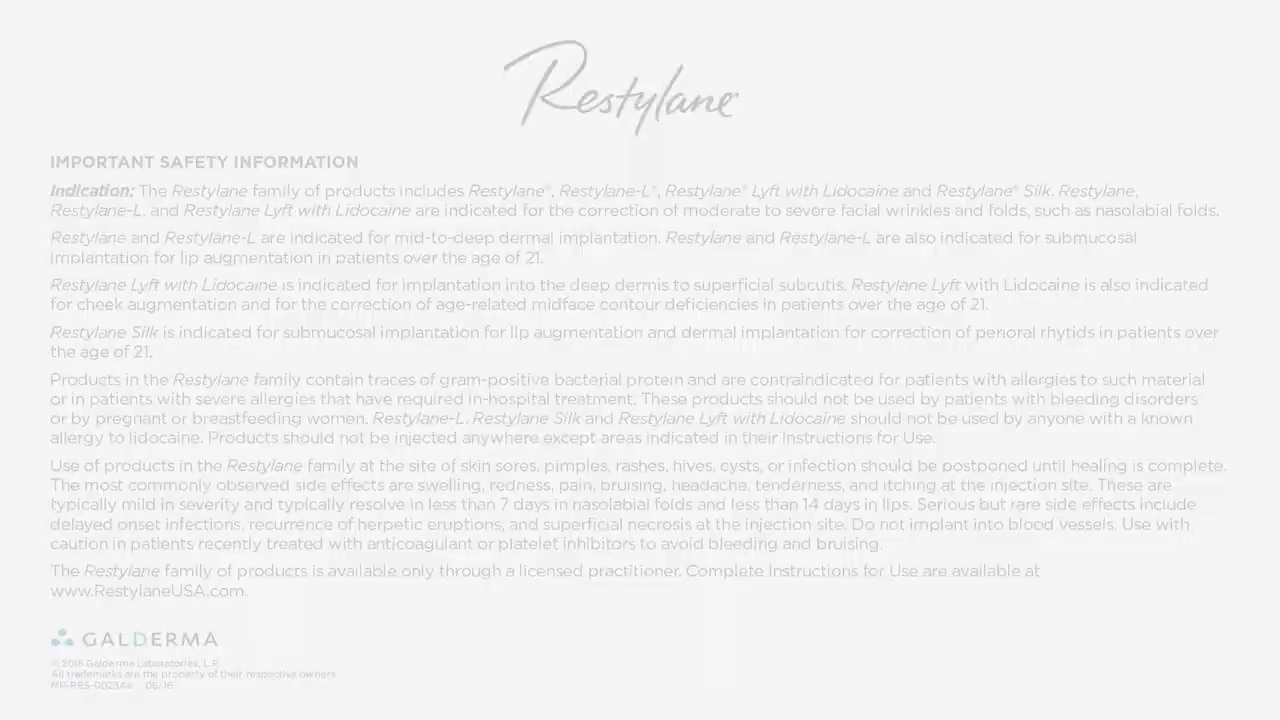 Restylane
IMPORTANT SAFETY INFORMATION
Indication: The Restylane family of products includes Restylane®, Restylane-L®, Restylane® Lyft with Lidocaine and Restylane® Silk. Restylane,
Restylane-L, and Restylane Lyft with Lidocaine are indicated for the correction of moderate to severe facial wrinkles and folds, such as nasolabial folds.
Restylane and Restylane-L are indicated for mid-to-deep dermal implantation. Restylane and Restylane-L are also indicated for submucosal
implantation for lip augmentation in patients over the age of 21.
Restylane Lyft with Lidocaine is indicated for implantation into the deep dermis to superficial subcutis. Restylane Lyft with Lidocaine is also indicated
for cheek augmentation and for the correction of age-related midface contour deficiencies in patients over the age of 21.
Restylane Silk is indicated for submucosal implantation for lip augmentation and dermal implantation for correction of perioral rhytids in patients over
the age of 21.
Products in the Restylane family contain traces of gram-positive bacterial protein and are contraindicated for patients with allergies to such material
or in patients with severe allergies that have required in-hospital treatment. These products should not be used by patients with bleeding disorders
or by pregnant or breastfeeding women. Restylane-L, Restylane Silk and Restylane Lyft with Lidocaine should not be used by anyone with a known
allergy to lidocaine. Products should not be injected anywhere except areas indicated in their Instructions for Use.
Use of products in the Restylane family at the site of skin sores, pimples, rashes, hives, cysts, or infection should be postponed until healing is complete.
The most commonly observed side effects are swelling, redness, pain, bruising, headache, tenderness, and itching at the injection site. These are
typically mild in severity and typically resolve in less than 7 days in nasolabial folds and less than 14 days in lips. Serious but rare side effects include
delayed onset infections, recurrence of herpetic eruptions, and superficial necrosis at the injection site. Do not implant into blood vessels. Use with
caution in patients recently treated with anticoagulant or platelet inhibitors to avoid bleeding and bruising.
The Restylane family of products is available only through a licensed practitioner. Complete Instructions for Use are available at
www.RestylaneUSA.com.
GALDERMA
© 2016 Galderma Laboratories, L.P.
All trademarks are the property of their respective owners.
06/16